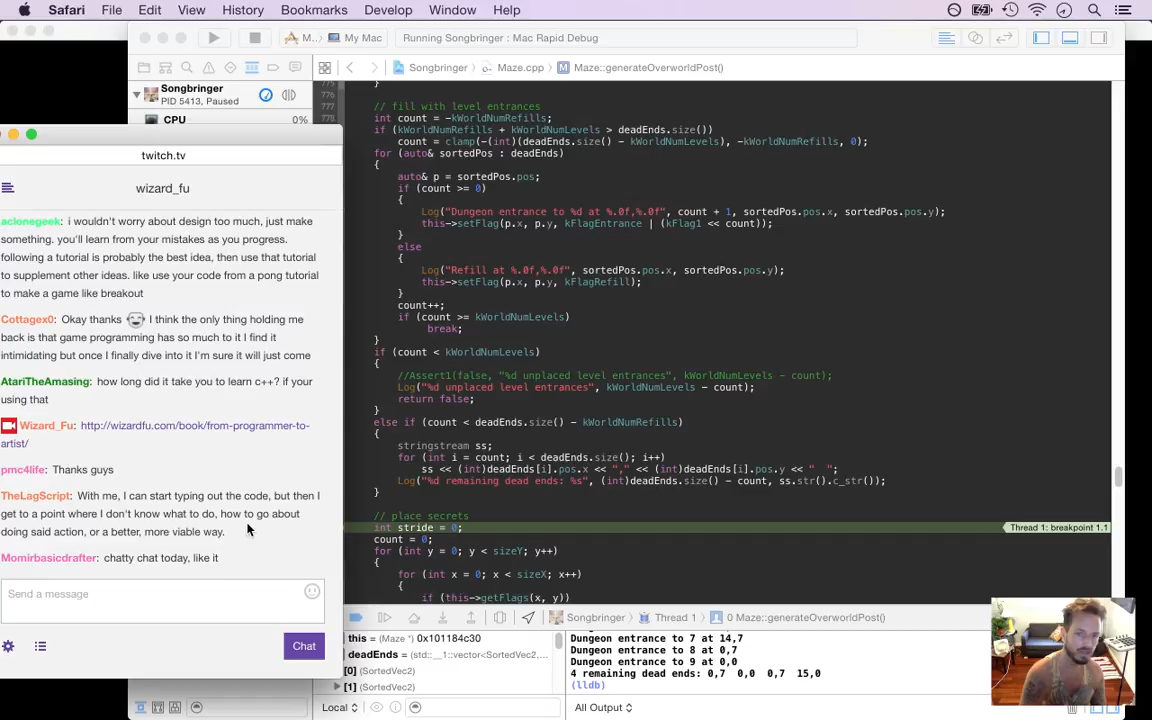 Safari File Edit View History Bookmarks Develop Window Help
M... My Mac
Running Songbringer : Mac Rapid Debug
Songbringer Maze.cpp M Maze::generateOverworldPost()
Songbringer
PID 5413, Paused
CPU 0%
twitch.tv
wizard_fu
aclonegeek: i wouldn't worry about design too much, just make
something. you'll learn from your mistakes as you progress.
following a tutorial is probably the best idea, then use that tutorial
to supplement other ideas. like use your code from a pong tutorial
to make a game like breakout
Cottagex0: Okay thanks I think the only thing holding me
back is that game programming has so much to it I find it
intimidating but once I finally dive into it I'm sure it will just come
AtariTheAmasing: how long did it take you to learn c++? if your
using that
Wizard_Fu: http://wizardfu.com/book/from-programmer-to-
artist/
pmc4life: Thanks guys
TheLagScript: With me, I can start typing out the code, but then I
get to a point where I don't know what to do, how to go about
doing said action, or a better, more viable way.
Momirbasicdrafter: chatty chat today, like it
Send a message
Chat
775
776 }
777
778 // fill with level entrances
int count = -kWorldNumRefills;
if (kWorldNumRefills + kWorldNumLevels > deadEnds.size())
count = clamp(-(int)(deadEnds.size() - kWorldNumLevels), -kWorldNumRefills, 0);
for (auto& sortedPos : deadEnds)
{
auto& p = sortedPos.pos;
if (count >= 0)
{
Log("Dungeon entrance to %d at %.0f,%.0f", count + 1, sortedPos.pos.x, sortedPos.pos.y);
this->setFlag(p.x, p.y, kFlagEntrance | (kFlag1 << count));
}
else
{
Log("Refill at %.0f,%.0f", sortedPos.pos.x, sortedPos.pos.y);
this->setFlag(p.x, p.y, kFlagRefill);
}
count++;
if (count >= kWorldNumLevels)
break;
}
if (count < kWorldNumLevels)
{
//Assert1(false, "%d unplaced level entrances", kWorldNumLevels - count);
Log("%d unplaced level entrances", kWorldNumLevels - count);
return false;
}
else if (count < deadEnds.size() - kWorldNumRefills)
{
stringstream ss;
for (int i = count; i < deadEnds.size(); i++)
ss << (int)deadEnds[i].pos.x << "," << (int)deadEnds[i].pos.y << "  ";
Log("%d remaining dead ends: %s", (int)deadEnds.size() - count, ss.str().c_str());
}
// place secrets
int stride = 0; Thread 1: breakpoint 1.1
count = 0;
for (int y = 0; y < sizeY; y++)
{
for (int x = 0; x < sizeX; x++)
{
if (this->getFlags(x, y))
Songbringer Thread 1 0 Maze::generateOverworldPost()
this = (Maze *) 0x101184c30
deadEnds = (std::__1::vector<SortedVec2,...
[0] (SortedVec2)
[1] (SortedVec2)
Dungeon entrance to 7 at 14,7
Dungeon entrance to 8 at 0,7
Dungeon entrance to 9 at 0,0
4 remaining dead ends: 0,7  0,0  4,7  15,0
(lldb)
Local
All Output